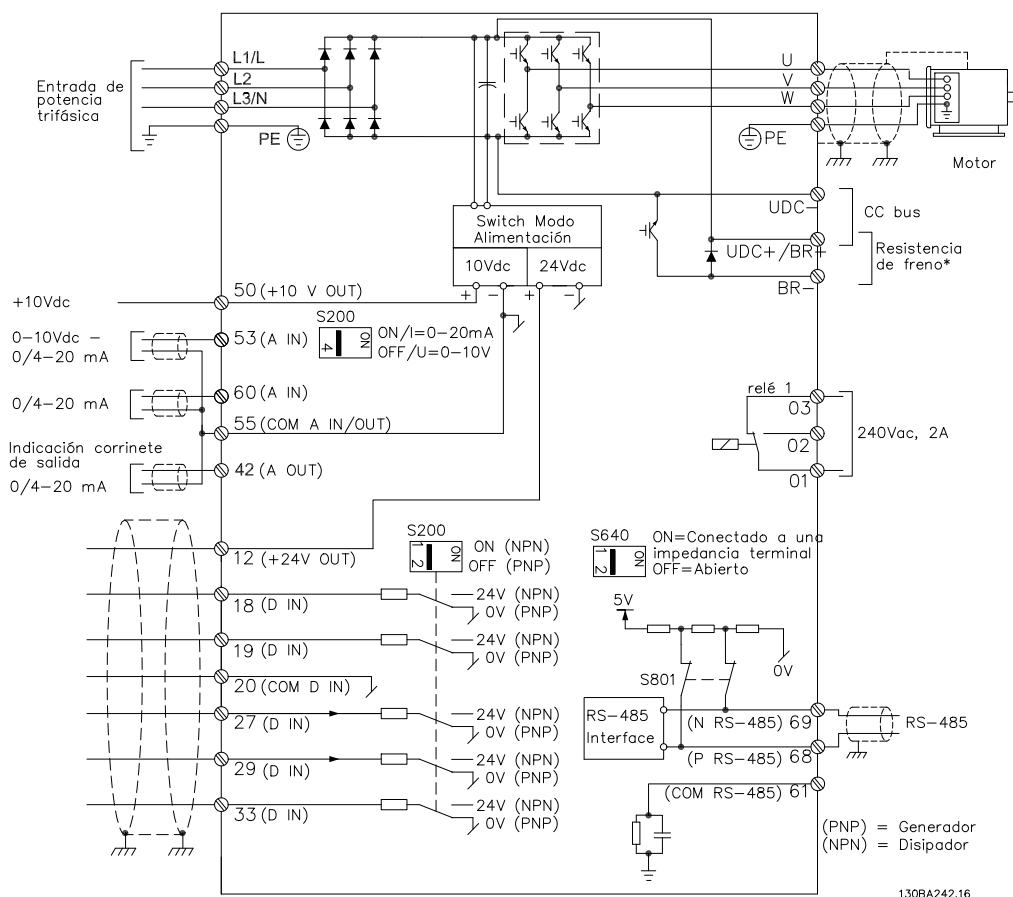 Entrada de
potencia
trifásica
L1/L
L2
L3/N
PE
U
V
W
PE
Motor
UDC-
CC bus
UDC+/BR+
Resistencia
de freno*
BR-
Switch Modo
Alimentación
10Vdc
24Vdc
+ - + -
+10Vdc
50 (+10 V OUT)
0-10Vdc -
0/4-20 mA
53 (A IN)
S200
ON
4
ON/I=0-20mA
OFF/U=0-10V
0/4-20 mA
60 (A IN)
55 (COM A IN/OUT)
Indicación corrinete
de salida
0/4-20 mA
42 (A OUT)
relé 1
03
02
01
240Vac, 2A
12 (+24V OUT)
S200
ON
1 2
ON (NPN)
OFF (PNP)
S640
ON
1 2
ON=Conectado a una
impedancia terminal
OFF=Abierto
18 (D IN)
24V (NPN)
0V (PNP)
19 (D IN)
24V (NPN)
0V (PNP)
20 (COM D IN)
27 (D IN)
24V (NPN)
0V (PNP)
29 (D IN)
24V (NPN)
0V (PNP)
33 (D IN)
24V (NPN)
0V (PNP)
5V
0V
S801
RS-485
Interface
(N RS-485) 69
RS-485
(P RS-485) 68
(COM RS-485) 61
(PNP) = Generador
(NPN) = Disipador
130BA242.16